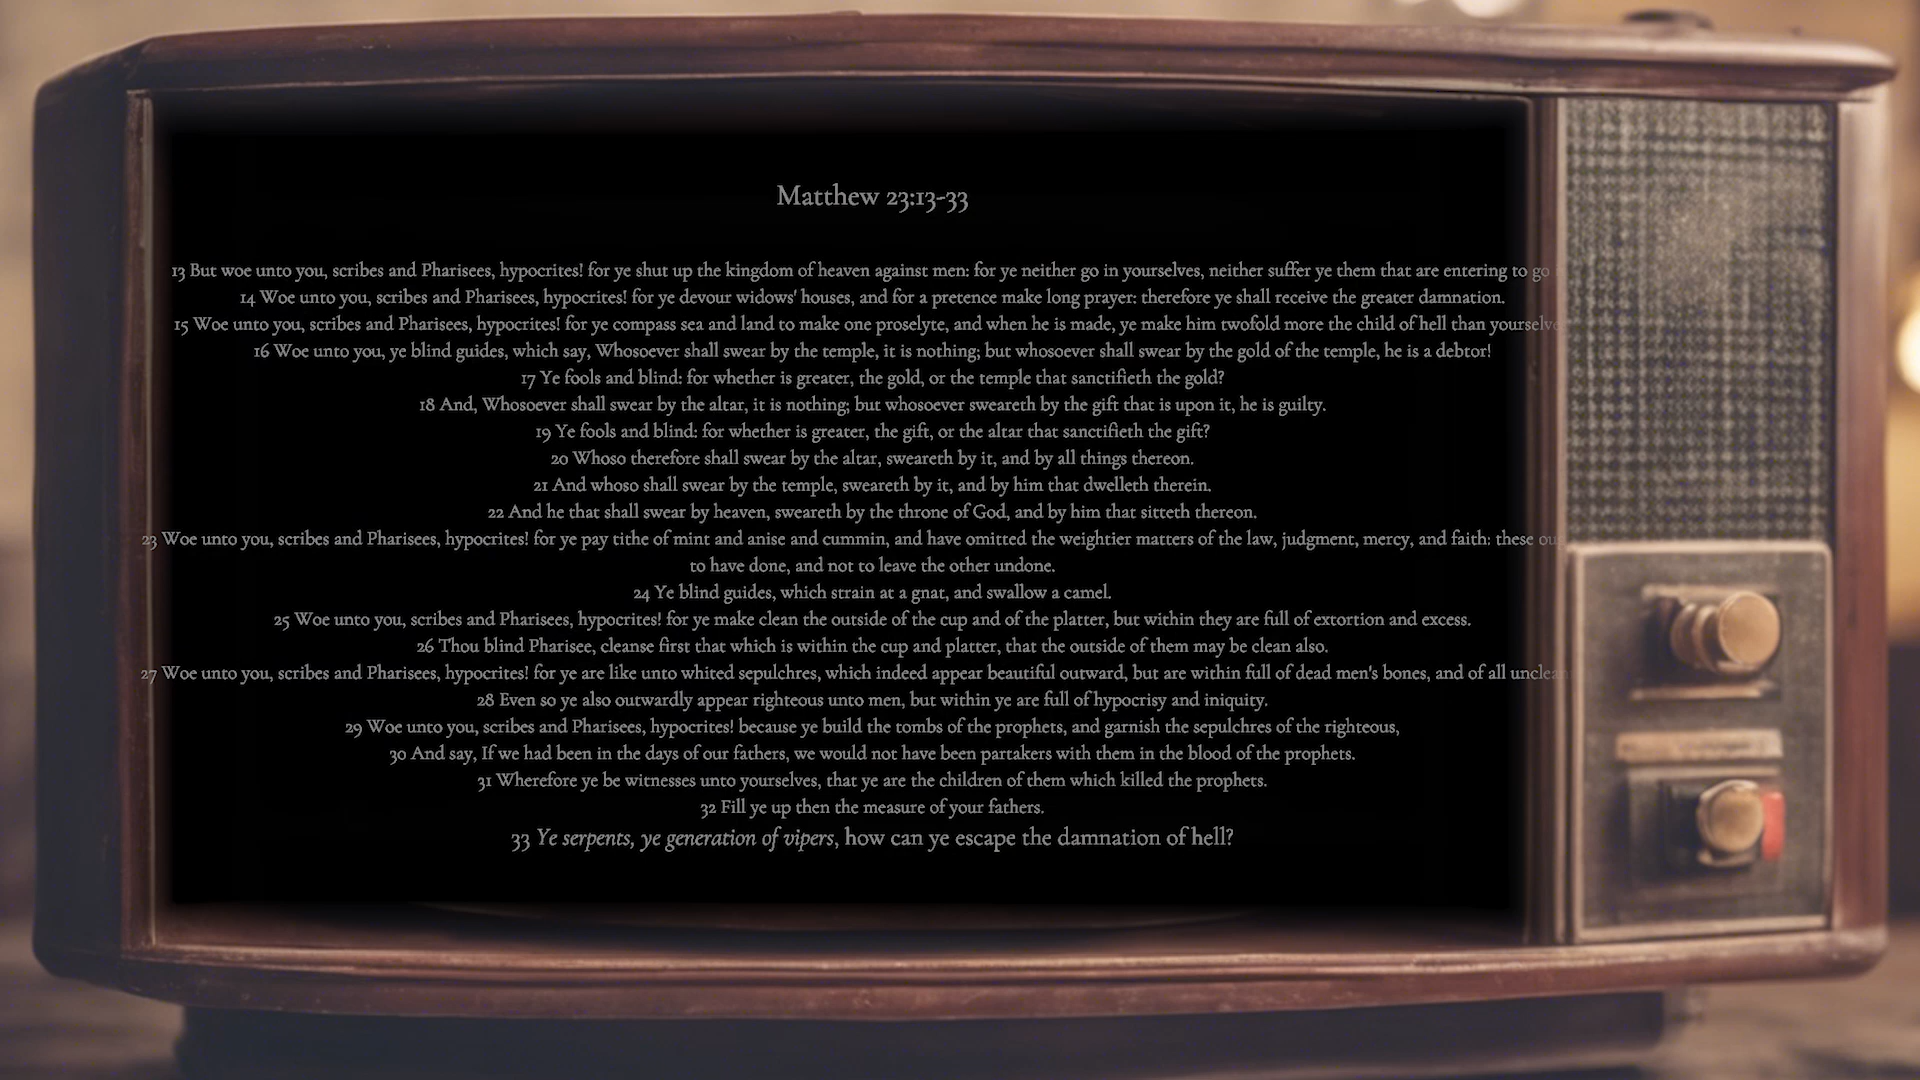 Matthew 23:13-33
13 But woe unto you, scribes and Pharisees, hypocrites! for ye shut up the kingdom of heaven against men: for ye neither go in yourselves, neither suffer ye them that are entering to go
14 Woe unto you, scribes and Pharisees, hypocrites! for ye devour widows' houses, and for a pretence make long prayer: therefore ye shall receive the greater damnation.
15 Woe unto you, scribes and Pharisees, hypocrites! for ye compass sea and land to make one proselyte, and when he is made, ye make him twofold more the child of hell than
16 Woe unto you, ye blind guides, which say, Whosoever shall swear by the temple, it is nothing; but whosoever shall swear by the gold of the temple, he is a debtor!
17 Ye fools and blind: for whether is greater, the gold, or the temple that sanctifieth the gold?
18 And, Whosoever shall swear by the altar, it is nothing; but whosoever sweareth by the gift that is upon it, he is guilty.
19 Ye fools and blind: for whether is greater, the gift, or the altar that sanctifieth the gift?
20 Whoso therefore shall swear by the altar, sweareth by it, and by all things thereon.
21 And whoso shall swear by the temple, sweareth by it, and by him that dwelleth therein.
22 And he that shall swear by heaven, sweareth by the throne of God, and by him that sitteth thereon.
23 Woe unto you, scribes and Pharisees, hypocrites! for ye pay tithe of mint and anise and cummin, and have omitted the weightier matters of the law, judgment, mercy, and faith: these
to have done, and not to leave the other undone.
24 Ye blind guides, which strain at a gnat, and swallow a camel.
25 Woe unto you, scribes and Pharisees, hypocrites! for ye make clean the outside of the cup and of the platter, but within they are full of extortion and excess.
26 Thou blind Pharisee, cleanse first that which is within the cup and platter, that the outside of them may be clean also.
27 Woe unto you, scribes and Pharisees, hypocrites! for ye are like unto whited sepulchres, which indeed appear beautiful outward, but are within full of dead men's bones, and of all
28 Even so ye also outwardly appear righteous unto men, but within ye are full of hypocrisy and iniquity.
29 Woe unto you, scribes and Pharisees, hypocrites! because ye build the tombs of the prophets, and garnish the sepulchres of the righteous,
30 And say, If we had been in the days of our fathers, we would not have been partakers with them in the blood of the prophets.
31 Wherefore ye be witnesses unto yourselves, that ye are the children of them which killed the prophets.
32 Fill ye up then the measure of your fathers.
33 Ye serpents, ye generation of vipers, how can ye escape the damnation of hell?